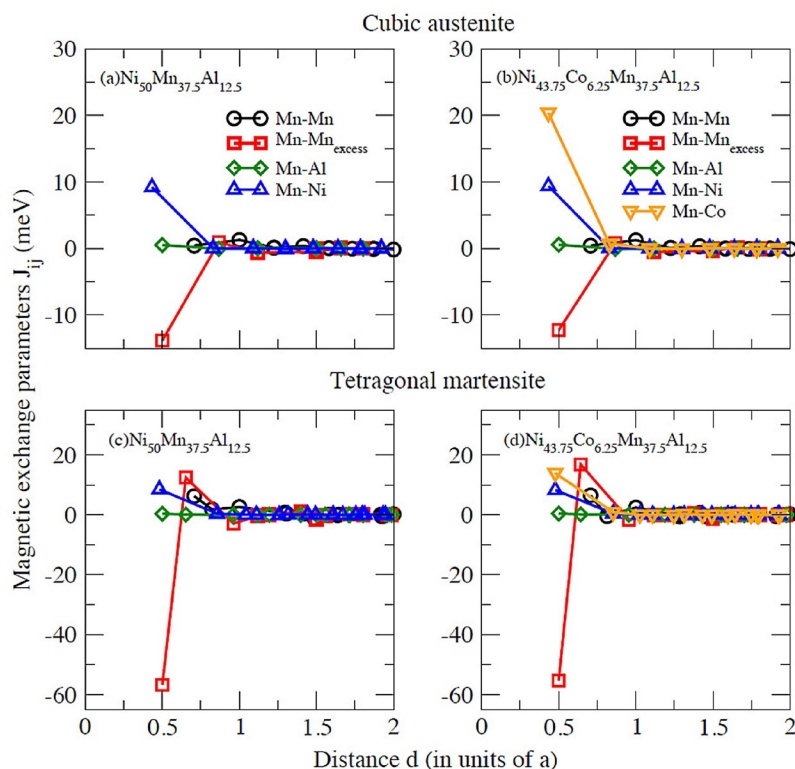 Cubic austenite
(a)Ni50Mn37.5Al12.5
Mn-Mn
Mn-Mnexcess
Mn-Al
Mn-Ni
30
20
10
0
-10
(b)Ni43.75Co6.25Mn37.5Al12.5
Mn-Mn
Mn-Mnexcess
Mn-Al
Mn-Ni
Mn-Co
30
20
10
0
-10
Magnetic exchange parameters Jij (meV)
Tetragonal martensite
(c)Ni50Mn37.5Al12.5
20
0
-20
-40
-60
0 0.5 1 1.5 2
(d)Ni43.75Co6.25Mn37.5Al12.5
20
0
-20
-40
-60
0 0.5 1 1.5 2
Distance d (in units of a)